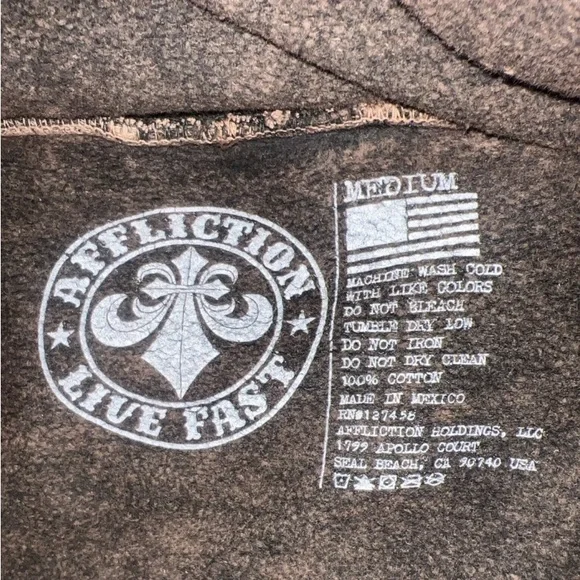 AFFLICTION
LIVE FAST
MEDIUM
MACHINE WASH COLD
WITH LIKE COLORS
DO NOT BLEACH
TUMBLE DRY LOW
DO NOT IRON
DO NOT DRY CLEAN
100% COTTON
MADE IN MEXICO
RN#127458
AFFLICTION HOLDINGS, LLC
1799 APOLLO COURT
SEAL BEACH, CA 90740 USA